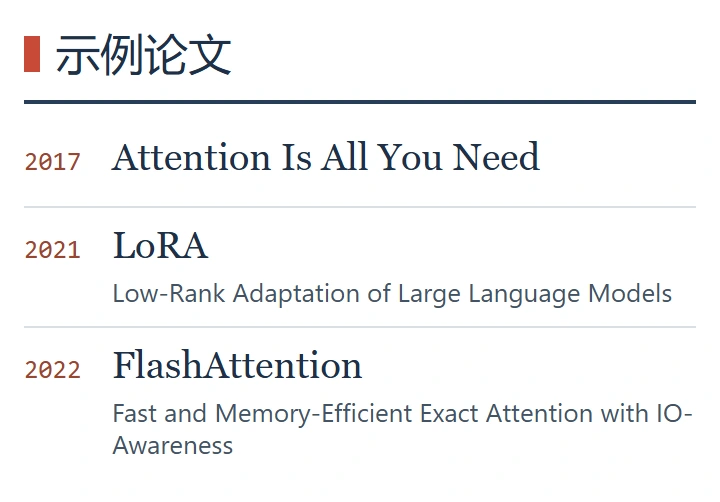 示例论文
2017 Attention Is All You Need
2021 LoRA
Low-Rank Adaptation of Large Language Models
2022 FlashAttention
Fast and Memory-Efficient Exact Attention with IO-
Awareness